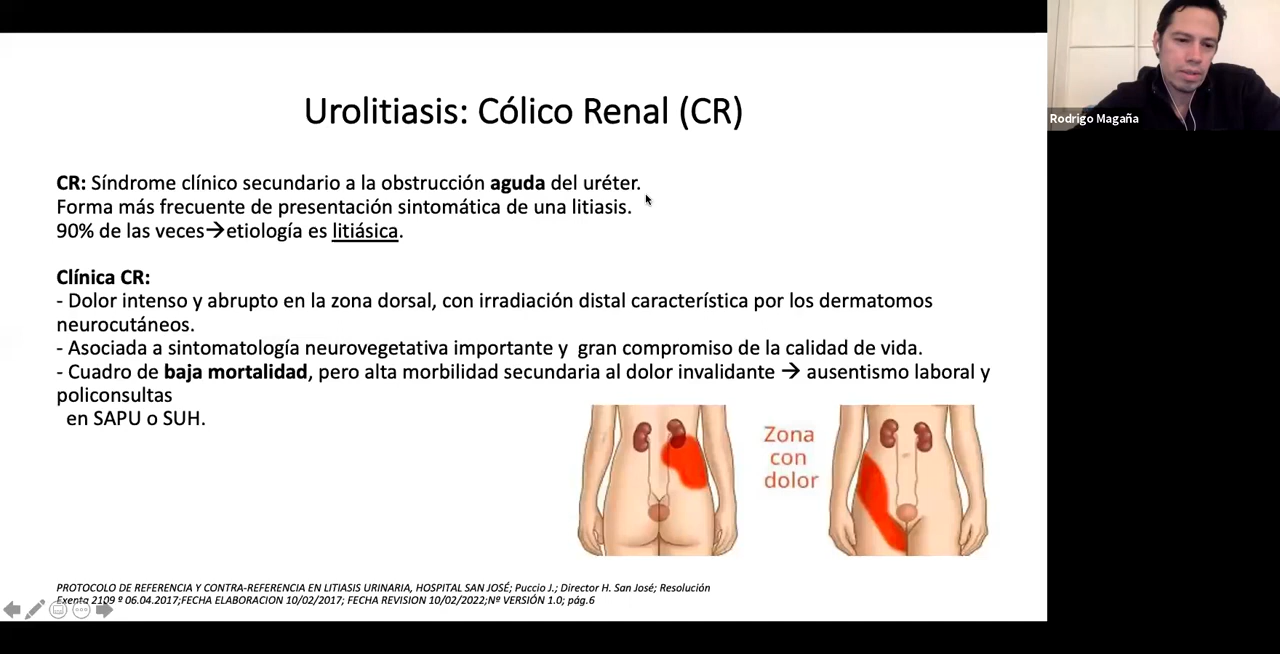 Urolitiasis: Cólico Renal (CR)
Rodrigo Magaña
CR: Síndrome clínico secundario a la obstrucción aguda del uréter.
Forma más frecuente de presentación sintomática de una litiasis.
90% de las veces→etiología es litiásica.
Clínica CR:
- Dolor intenso y abrupto en la zona dorsal, con irradiación distal característica por los dermatomos
neurocutáneos.
- Asociada a sintomatología neurovegetativa importante y gran compromiso de la calidad de vida.
- Cuadro de baja mortalidad, pero alta morbilidad secundaria al dolor invalidante → ausentismo laboral y
policonsultas
en SAPU o SUH.
Zona
con
dolor
PROTOCOLO DE REFERENCIA Y CONTRA-REFERENCIA EN LITIASIS URINARIA, HOSPITAL SAN JOSÉ; Puccio J.; Director H. San José; Resolución
Exenta 2109 º 06.04.2017;FECHA ELABORACION 10/02/2017; FECHA REVISION 10/02/2022;Nº VERSIÓN 1.0; pág.6